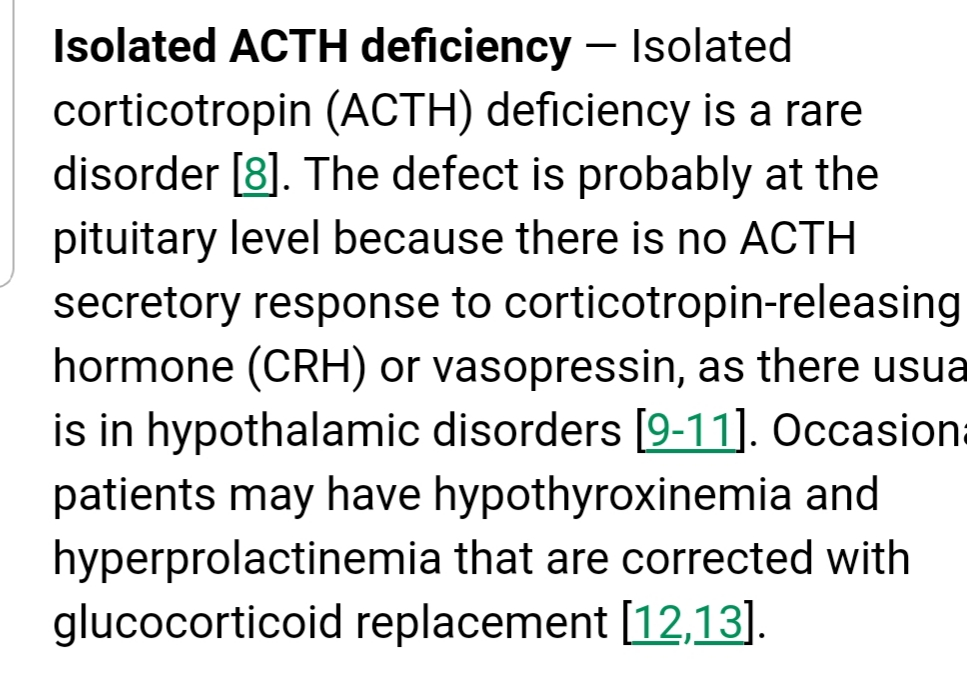 Isolated ACTH deficiency — Isolated
corticotropin (ACTH) deficiency is a rare
disorder [8]. The defect is probably at the
pituitary level because there is no ACTH
secretory response to corticotropin-releasing
hormone (CRH) or vasopressin, as there usua
is in hypothalamic disorders [9-11]. Occasiona
patients may have hypothyroxinemia and
hyperprolactinemia that are corrected with
glucocorticoid replacement [12,13].